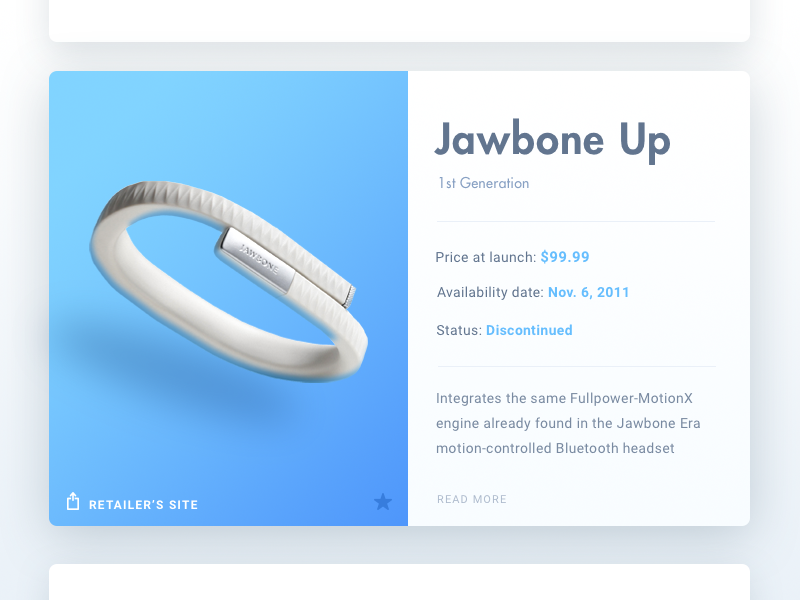 Jawbone Up
1st Generation
Price at launch: $99.99
Availability date: Nov. 6, 2011
Status: Discontinued
Integrates the same Fullpower-MotionX
engine already found in the Jawbone Era
motion-controlled Bluetooth headset
READ MORE
JAWBONE
RETAILER'S SITE